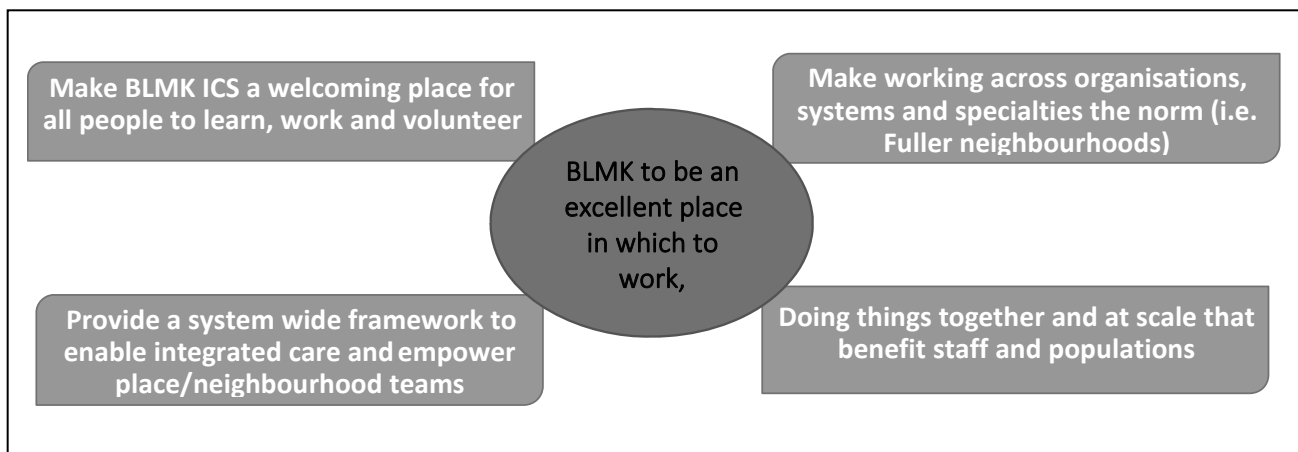 Make BLMK ICS a welcoming place for
all people to learn, work and volunteer
Make working across organisations,
systems and specialties the norm (i.e.
Fuller neighbourhoods)
BLMK to be an
excellent place
in which to
work,
Provide a system wide framework to
enable integrated care and empower
place/neighbourhood teams
Doing things together and at scale that
benefit staff and populations